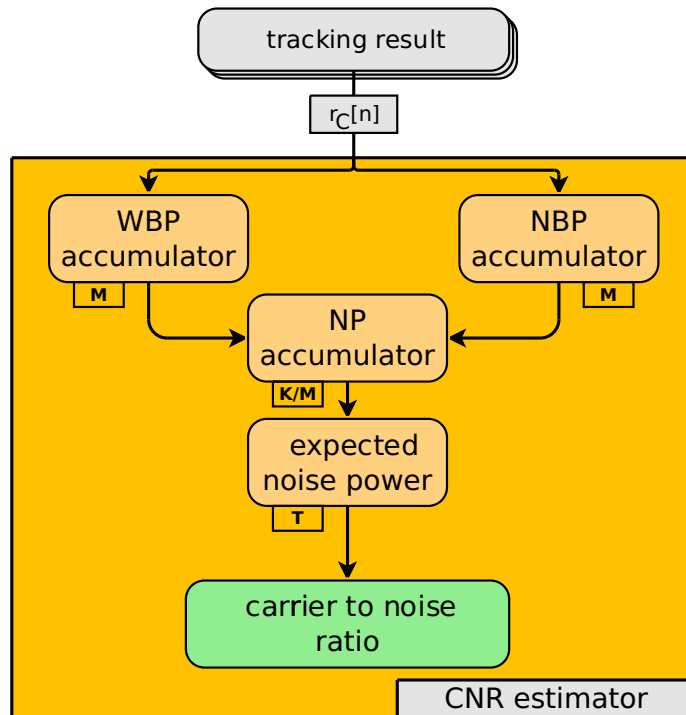 tracking result
r_C[n]
WBP
accumulator
M
NBP
accumulator
M
NP
accumulator
K/M
expected
noise power
T
carrier to noise
ratio
CNR estimator